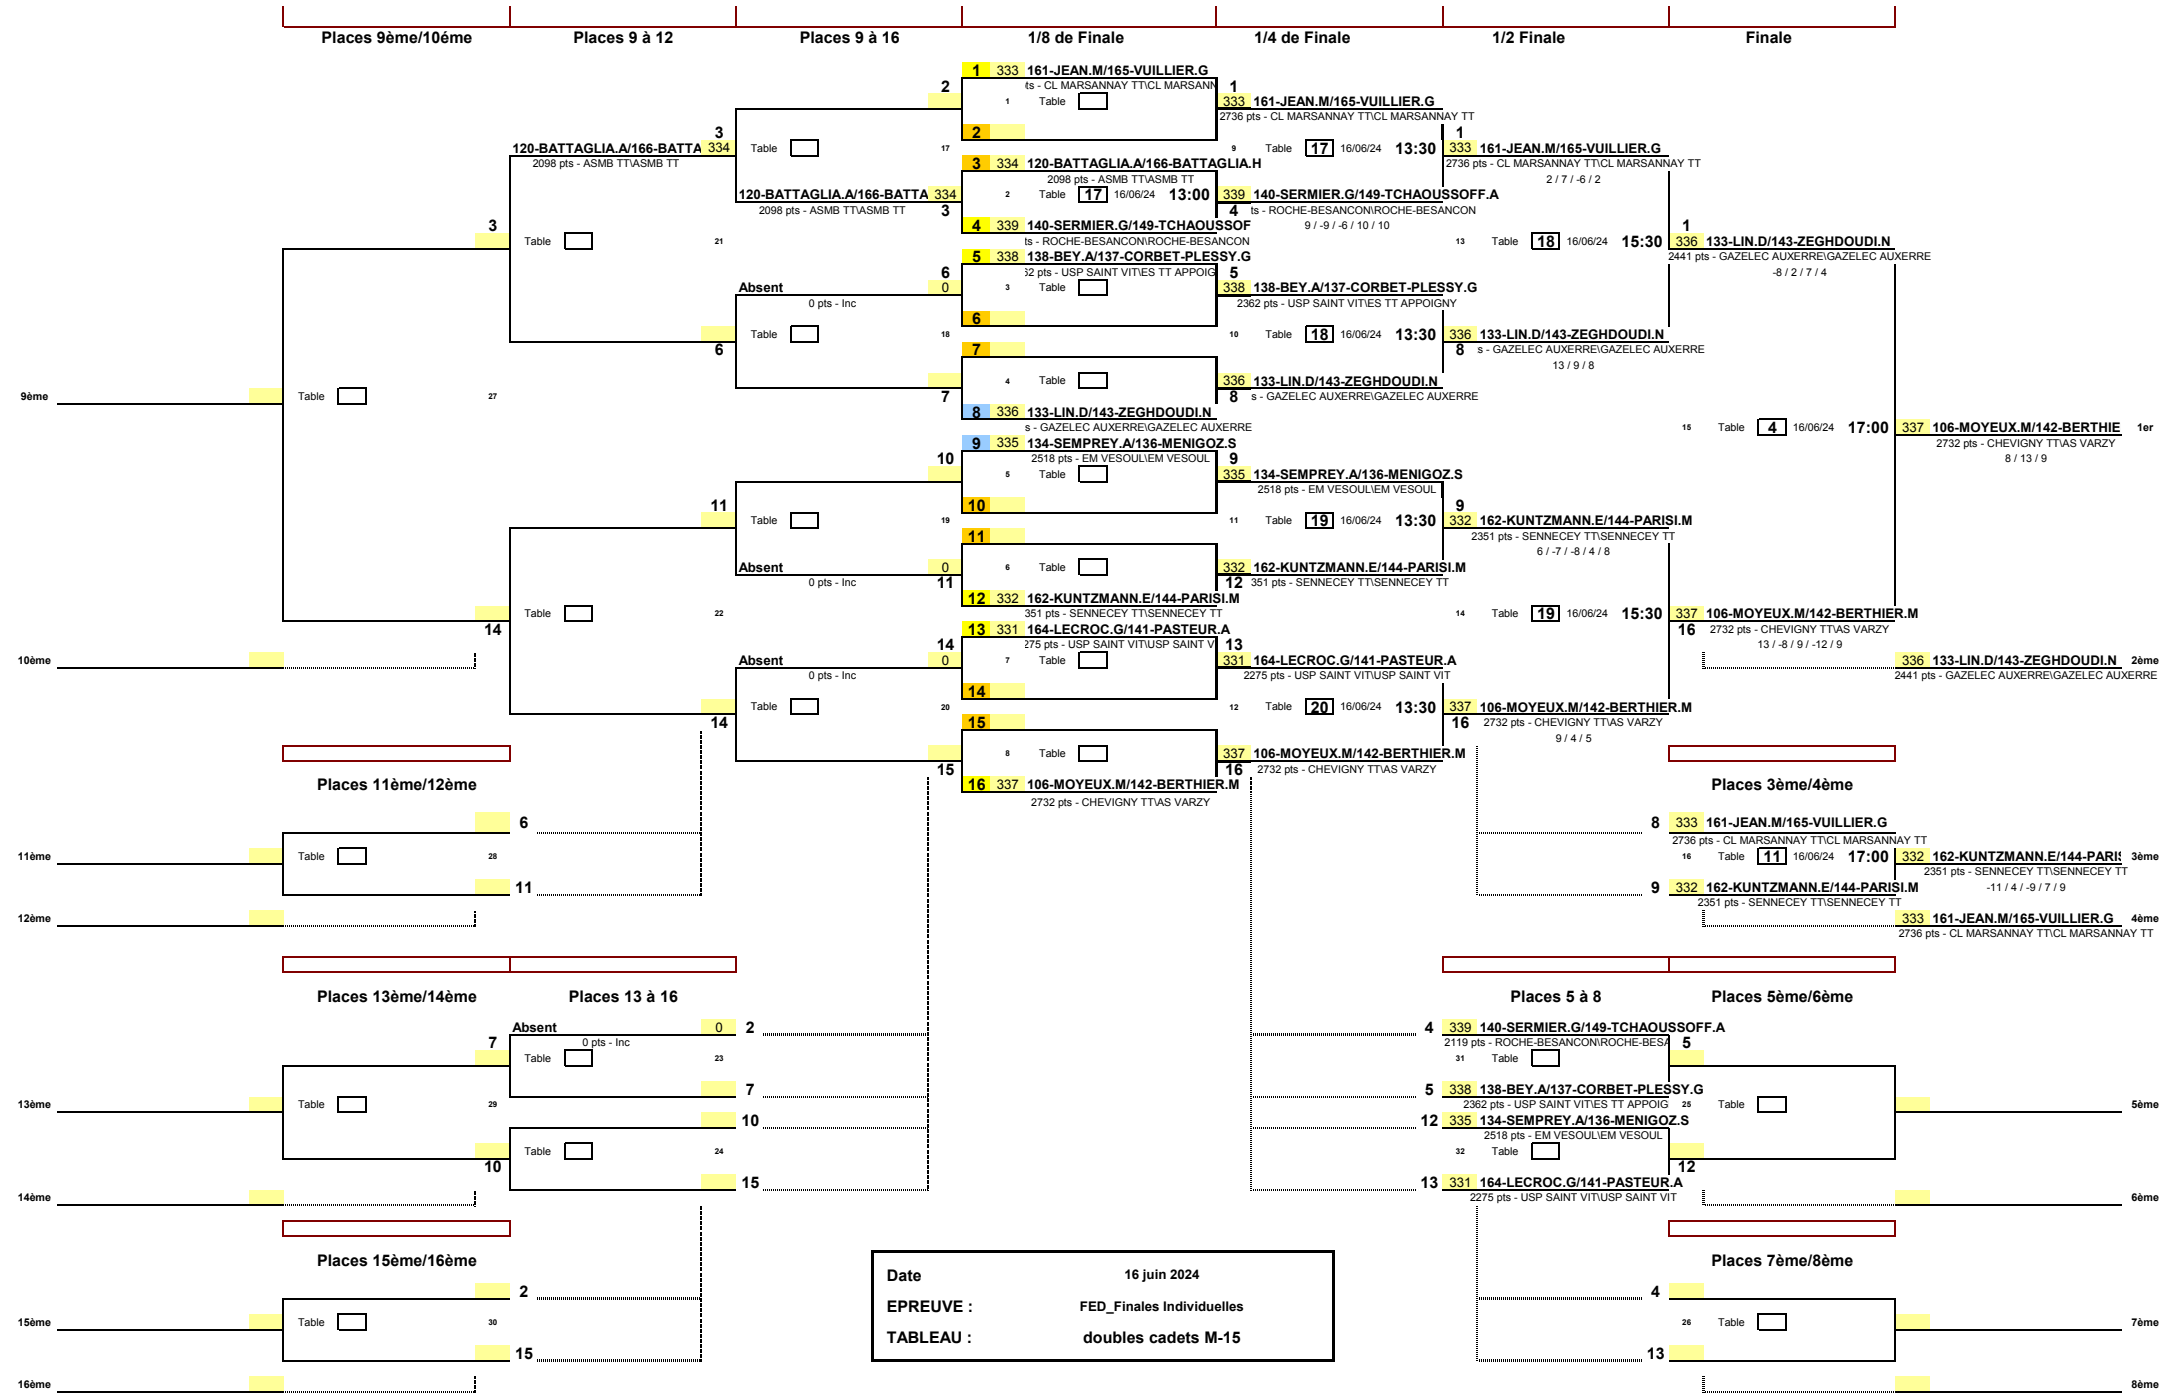 Places 9ème/10éme Places 9 à 12 Places 9 à 16 1/8 de Finale 1/4 de Finale 1/2 Finale Finale
1 333 161-JEAN.M/165-VUILLIER.G
2 ts - CL MARSANNAY TT\CL MARSANN 1
1 Table 333 161-JEAN.M/165-VUILLIER.G
2736 pts - CL MARSANNAY TT\CL MARSANNAY TT
3 2 1
120-BATTAGLIA.A/166-BATTA 334 Table 17 9 Table 17 16/06/24 13:30 333 161-JEAN.M/165-VUILLIER.G
2098 pts - ASMB TT\ASMB TT 3 334 120-BATTAGLIA.A/166-BATTAGLIA.H 2736 pts - CL MARSANNAY TT\CL MARSANNAY TT
2098 pts - ASMB TT\ASMB TT 2 / 7 / -6 / 2
120-BATTAGLIA.A/166-BATTA 334 2 Table 17 16/06/24 13:00 339 140-SERMIER.G/149-TCHAOUSSOFF.A
2098 pts - ASMB TT\ASMB TT 3 4 ts - ROCHE-BESANCON\ROCHE-BESANCON
3 4 339 140-SERMIER.G/149-TCHAOUSSOF 9 / -9 / -6 / 10 / 10 1
Table 21 ts - ROCHE-BESANCON\ROCHE-BESANCON 13 Table 18 16/06/24 15:30 336 133-LIN.D/143-ZEGHDOUDI.N
5 338 138-BEY.A/137-CORBET-PLESSY.G 2441 pts - GAZELEC AUXERRE\GAZELEC AUXERRE
6 62 pts - USP SAINT VIT\ES TT APPOIG 5 -8 / 2 / 7 / 4
Absent 0 3 Table 338 138-BEY.A/137-CORBET-PLESSY.G
0 pts - Inc 2362 pts - USP SAINT VIT\ES TT APPOIGNY
6
Table 18 10 Table 18 16/06/24 13:30 336 133-LIN.D/143-ZEGHDOUDI.N
6 7 8 s - GAZELEC AUXERRE\GAZELEC AUXERRE
13 / 9 / 8
4 Table 336 133-LIN.D/143-ZEGHDOUDI.N
9ème Table 27 7 8 s - GAZELEC AUXERRE\GAZELEC AUXERRE
8 336 133-LIN.D/143-ZEGHDOUDI.N
s - GAZELEC AUXERRE\GAZELEC AUXERRE 15 Table 4 16/06/24 17:00 337 106-MOYEUX.M/142-BERTHIE 1er
9 335 134-SEMPREY.A/136-MENIGOZ.S 2732 pts - CHEVIGNY TT\AS VARZY
10 2518 pts - EM VESOUL\EM VESOUL 9 8 / 13 / 9
5 Table 335 134-SEMPREY.A/136-MENIGOZ.S
2518 pts - EM VESOUL\EM VESOUL
11 10 9
Table 19 11 Table 19 16/06/24 13:30 332 162-KUNTZMANN.E/144-PARISI.M
11 2351 pts - SENNECEY TT\SENNECEY TT
6 / -7 / -8 / 4 / 8
Absent 0 6 Table 332 162-KUNTZMANN.E/144-PARISI.M
0 pts - Inc 11 12 351 pts - SENNECEY TT\SENNECEY TT
12 332 162-KUNTZMANN.E/144-PARISI.M
Table 22 351 pts - SENNECEY TT\SENNECEY TT 14 Table 19 16/06/24 15:30 337 106-MOYEUX.M/142-BERTHIER.M
14 13 331 164-LECROC.G/141-PASTEUR.A 16 2732 pts - CHEVIGNY TT\AS VARZY
14 275 pts - USP SAINT VIT\USP SAINT V 13 13 / -8 / 9 / -12 / 9
10ème Absent 0 7 Table 331 164-LECROC.G/141-PASTEUR.A 336 133-LIN.D/143-ZEGHDOUDI.N 2ème
0 pts - Inc 2275 pts - USP SAINT VIT\USP SAINT VIT 2441 pts - GAZELEC AUXERRE\GAZELEC AUXERRE
14
Table 20 12 Table 20 16/06/24 13:30 337 106-MOYEUX.M/142-BERTHIER.M
14 15 16 2732 pts - CHEVIGNY TT\AS VARZY
9 / 4 / 5
8 Table 337 106-MOYEUX.M/142-BERTHIER.M
15 16 2732 pts - CHEVIGNY TT\AS VARZY
Places 11ème/12ème 16 337 106-MOYEUX.M/142-BERTHIER.M Places 3ème/4ème
2732 pts - CHEVIGNY TT\AS VARZY
6 8 333 161-JEAN.M/165-VUILLIER.G
2736 pts - CL MARSANNAY TT\CL MARSANNAY TT
11ème Table 28 16 Table 11 16/06/24 17:00 332 162-KUNTZMANN.E/144-PARIS 3ème
2351 pts - SENNECEY TT\SENNECEY TT
11 9 332 162-KUNTZMANN.E/144-PARISI.M -11 / 4 / -9 / 7 / 9
2351 pts - SENNECEY TT\SENNECEY TT
12ème 333 161-JEAN.M/165-VUILLIER.G 4ème
2736 pts - CL MARSANNAY TT\CL MARSANNAY TT
Places 13ème/14ème Places 13 à 16 Places 5 à 8 Places 5ème/6ème
Absent 0 2 4 339 140-SERMIER.G/149-TCHAOUSSOFF.A
7 0 pts - Inc 2119 pts - ROCHE-BESANCON\ROCHE-BESA 5
Table 23 31 Table
7 5 338 138-BEY.A/137-CORBET-PLESSY.G
13ème Table 29 2362 pts - USP SAINT VIT\ES TT APPOIG 25 Table 5ème
10 12 335 134-SEMPREY.A/136-MENIGOZ.S
2518 pts - EM VESOUL\EM VESOUL
Table 24 32 Table
10 12
15 13 331 164-LECROC.G/141-PASTEUR.A
14ème 2275 pts - USP SAINT VIT\USP SAINT VIT 6ème
Places 15ème/16ème Places 7ème/8ème
Date 16 juin 2024
2 4
EPREUVE : FED_Finales Individuelles
15ème Table 30 26 Table 7ème
TABLEAU : doubles cadets M-15
15 13
16ème 8ème